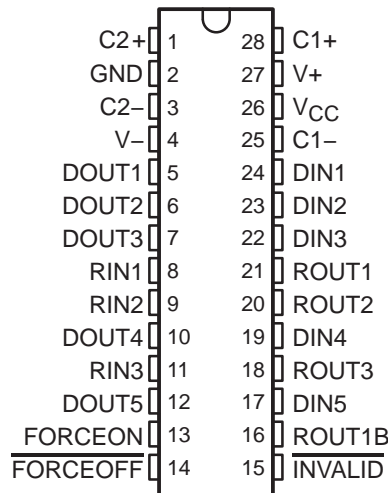 C2+ 1 28 C1+
GND 2 27 V+
C2− 3 26 VCC
V− 4 25 C1−
DOUT1 5 24 DIN1
DOUT2 6 23 DIN2
DOUT3 7 22 DIN3
RIN1 8 21 ROUT1
RIN2 9 20 ROUT2
DOUT4 10 19 DIN4
RIN3 11 18 ROUT3
DOUT5 12 17 DIN5
FORCEON 13 16 ROUT1B
FORCEOFF 14 15 INVALID